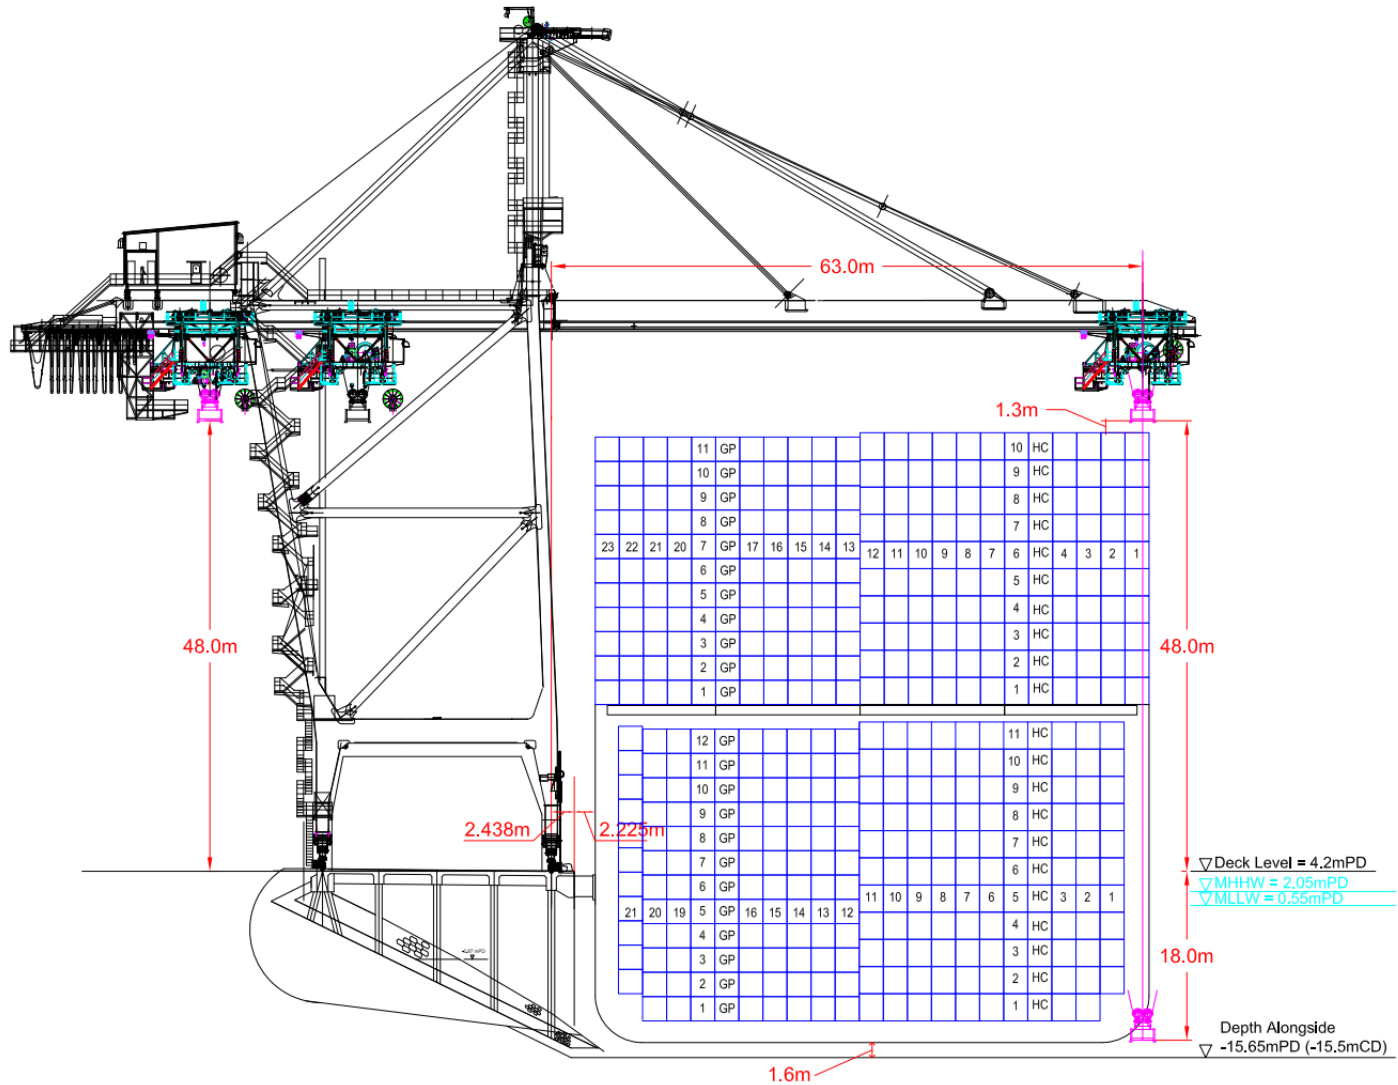 63.0m
1.3m
11 GP
10 GP
9 GP
8 GP
23 22 21 20 7 GP 17 16 15 14 13
6 GP
5 GP
4 GP
3 GP
2 GP
1 GP
10 HC
9 HC
8 HC
7 HC
12 11 10 9 8 7 6 HC 4 3 2 1
5 HC
4 HC
3 HC
2 HC
1 HC
48.0m
48.0m
12 GP
11 GP
10 GP
9 GP
8 GP
7 GP
6 GP
21 20 19 5 GP 16 15 14 13 12
4 GP
3 GP
2 GP
1 GP
11 HC
10 HC
9 HC
8 HC
7 HC
6 HC
11 10 9 8 7 6 5 HC 3 2 1
4 HC
3 HC
2 HC
1 HC
2.438m
2.225m
Deck Level = 4.2mPD
MHHW = 2.05mPD
MLLW = 0.55mPD
18.0m
Depth Alongside
-15.65mPD (-15.5mCD)
1.6m